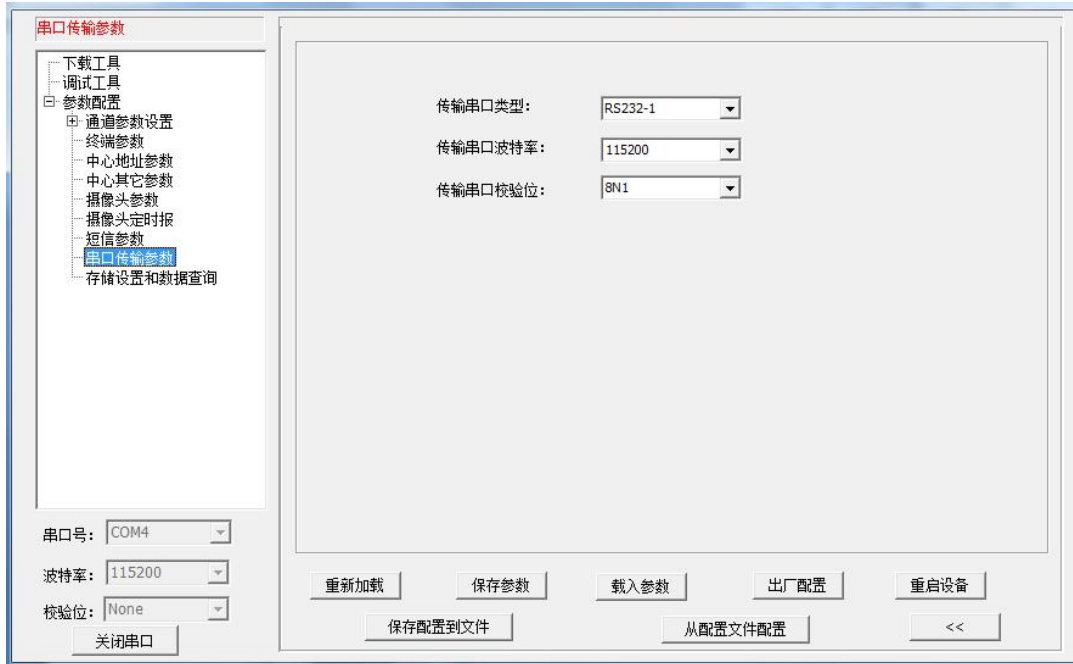 串口传输参数
下载工具
调试工具
参数配置
通道参数设置
终端参数
中心地址参数
中心其它参数
摄像头参数
摄像头定时报
短信参数
串口传输参数
存储设置和数据查询
串口号： COM4
波特率： 115200
校验位： None
关闭串口
传输串口类型： RS232-1
传输串口波特率： 115200
传输串口校验位： 8N1
重新加载 保存参数 载入参数 出厂配置 重启设备
保存配置到文件 从配置文件配置 <<